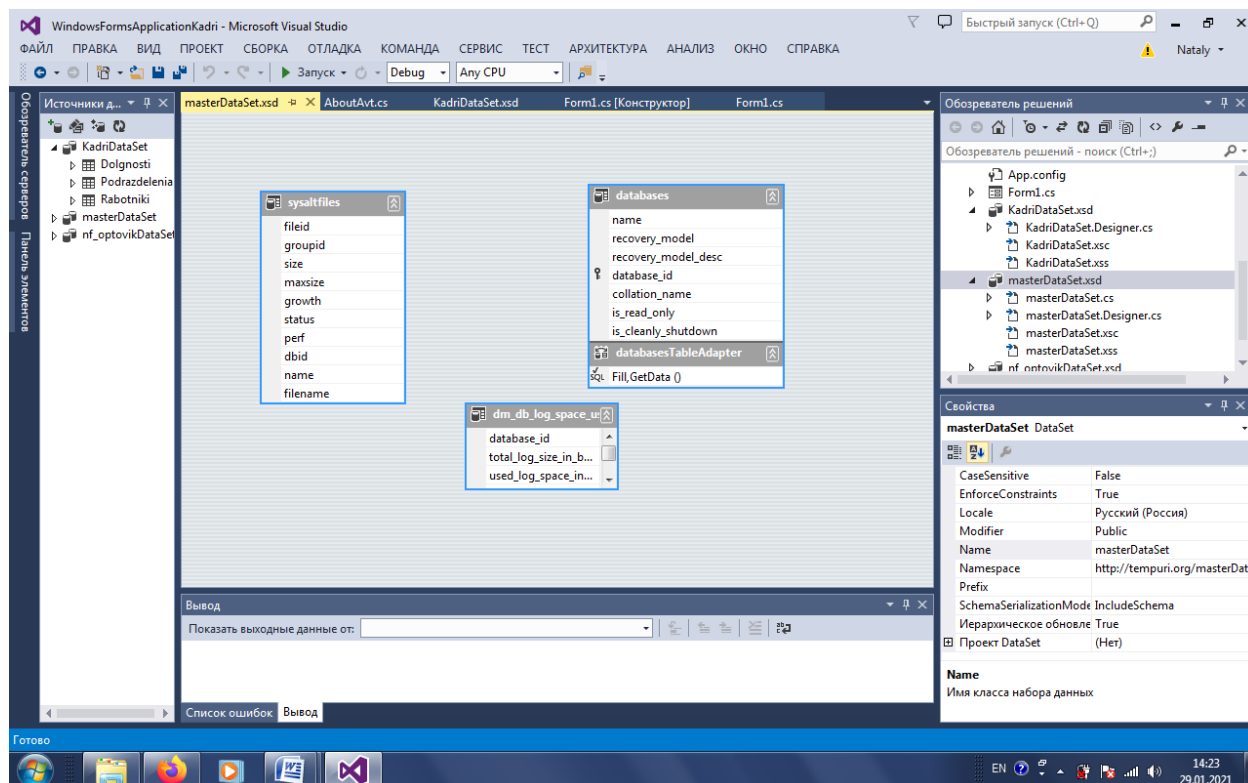 WindowsFormsApplicationKadri - Microsoft Visual Studio
Быстрый запуск (Ctrl+Q)
ФАЙЛ ПРАВКА ВИД ПРОЕКТ СБОРКА ОТЛАДКА КОМАНДА СЕРВИС ТЕСТ АРХИТЕКТУРА АНАЛИЗ ОКНО СПРАВКА
Nataly
Запуск Debug Any CPU
Обозреватель серверов
Панель элементов
Источники д...
KadriDataSet
Dolgnosti
Podrazdelenia
Rabotniki
masterDataSet
nf_optovikDataSet
masterDataSet.xsd AboutAvt.cs KadriDataSet.xsd Form1.cs [Конструктор] Form1.cs
sysaltfiles
fileid
groupid
size
maxsize
growth
status
perf
dbid
name
filename
databases
name
recovery_model
recovery_model_desc
database_id
collation_name
is_read_only
is_cleanly_shutdown
databasesTableAdapter
SQL Fill,GetData ()
dm_db_log_space_us
database_id
total_log_size_in_b...
used_log_space_in...
Вывод
Показать выходные данные от:
Список ошибок Вывод
Обозреватель решений
Обозреватель решений - поиск (Ctrl+;)
App.config
Form1.cs
KadriDataSet.xsd
KadriDataSet.Designer.cs
KadriDataSet.xsc
KadriDataSet.xss
masterDataSet.xsd
masterDataSet.cs
masterDataSet.Designer.cs
masterDataSet.xsc
masterDataSet.xss
nf_optovikDataSet.xsd
Свойства
masterDataSet DataSet
CaseSensitive False
EnforceConstraints True
Locale Русский (Россия)
Modifier Public
Name masterDataSet
Namespace http://tempuri.org/masterDat
Prefix
SchemaSerializationMode IncludeSchema
Иерархическое обновле True
Проект DataSet (Нет)
Name
Имя класса набора данных
Готово
EN 14:23
29.01.2021